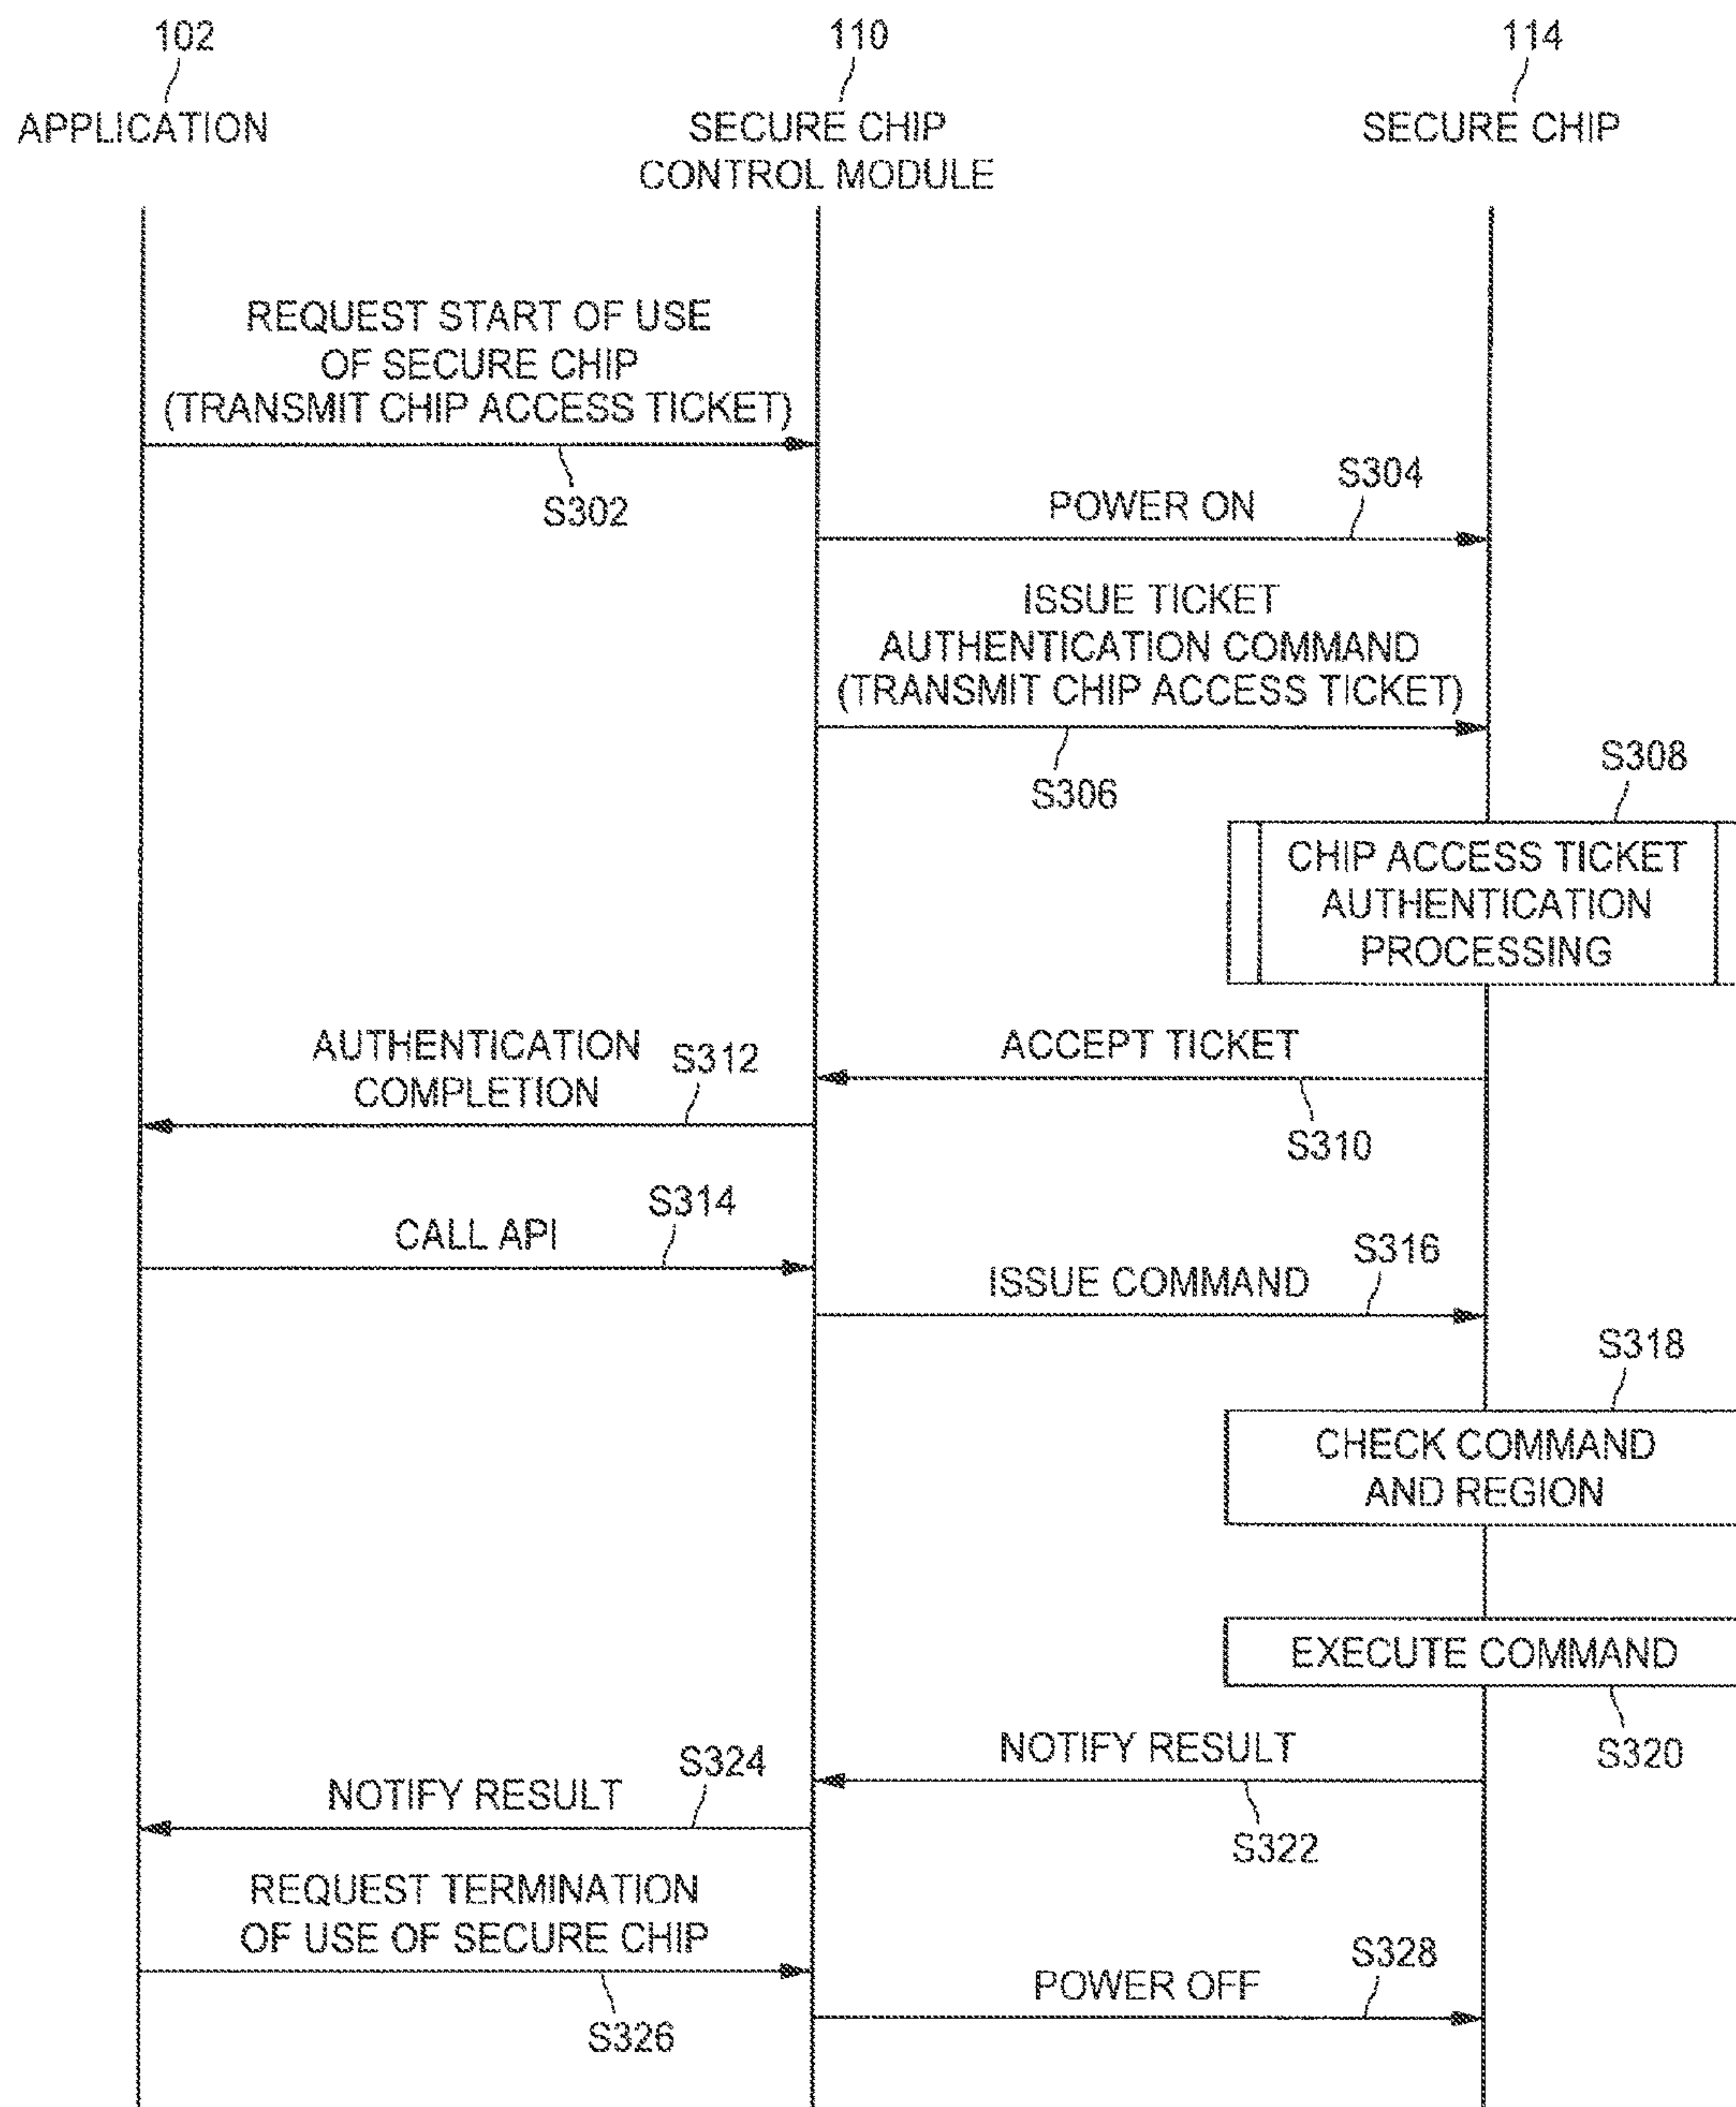 102
110
114
APPLICATION
SECURE CHIP
CONTROL MODULE
SECURE CHIP
REQUEST START OF USE
OF SECURE CHIP
(TRANSMIT CHIP ACCESS TICKET)
S302
S304
POWER ON
ISSUE TICKET
AUTHENTICATION COMMAND
(TRANSMIT CHIP ACCESS TICKET)
S306
S308
CHIP ACCESS TICKET
AUTHENTICATION
PROCESSING
ACCEPT TICKET
S310
AUTHENTICATION
COMPLETION
S312
S314
CALL API
S316
ISSUE COMMAND
S318
CHECK COMMAND
AND REGION
EXECUTE COMMAND
S320
NOTIFY RESULT
S322
S324
NOTIFY RESULT
REQUEST TERMINATION
OF USE OF SECURE CHIP
S326
S328
POWER OFF